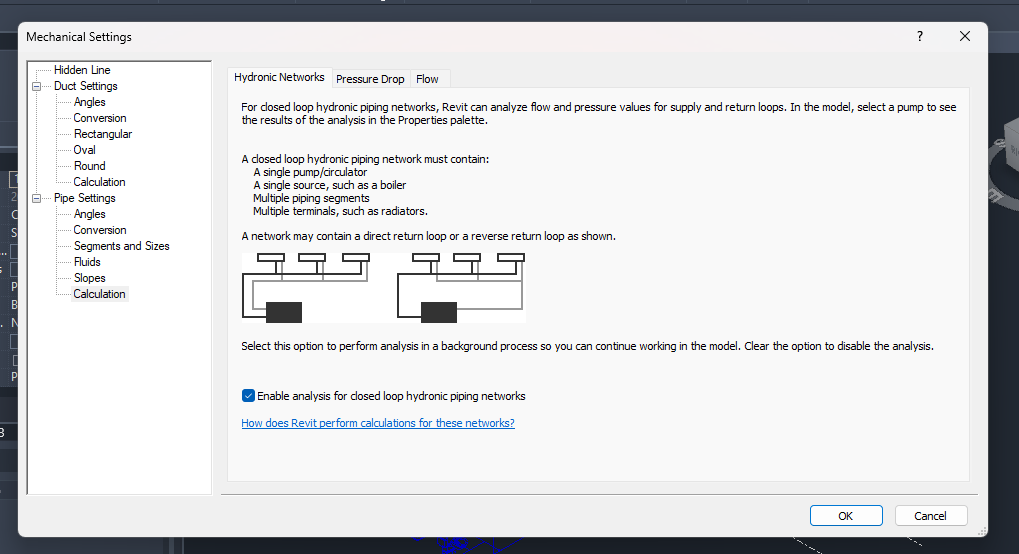 Mechanical Settings
?
Hidden Line
Duct Settings
Angles
Conversion
Rectangular
Oval
Round
Calculation
Pipe Settings
Angles
Conversion
Segments and Sizes
Fluids
Slopes
Calculation
Hydronic Networks
Pressure Drop
Flow
For closed loop hydronic piping networks, Revit can analyze flow and pressure values for supply and return loops. In the model, select a pump to see
the results of the analysis in the Properties palette.
A closed loop hydronic piping network must contain:
A single pump/circulator
A single source, such as a boiler
Multiple piping segments
Multiple terminals, such as radiators.
A network may contain a direct return loop or a reverse return loop as shown.
Select this option to perform analysis in a background process so you can continue working in the model. Clear the option to disable the analysis.
Enable analysis for closed loop hydronic piping networks
How does Revit perform calculations for these networks?
OK
Cancel